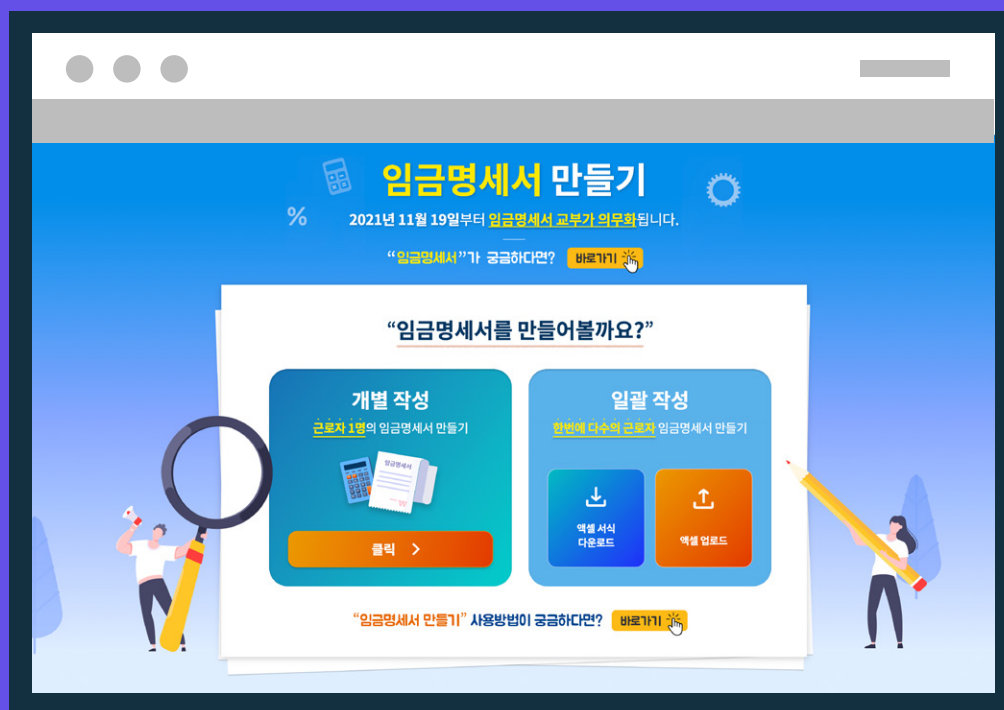 임금명세서 만들기
%
2021년 11월 19일부터 임금명세서 교부가 의무화됩니다.
“임금명세서”가 궁금하다면? 바로가기
“임금명세서를 만들어볼까요?”
개별 작성
근로자 1명의 임금명세서 만들기
임금명세서
클릭 >
일괄 작성
한번에 다수의 근로자 임금명세서 만들기
액셀 서식
다운로드
액셀 업로드
“임금명세서 만들기” 사용방법이 궁금하다면? 바로가기